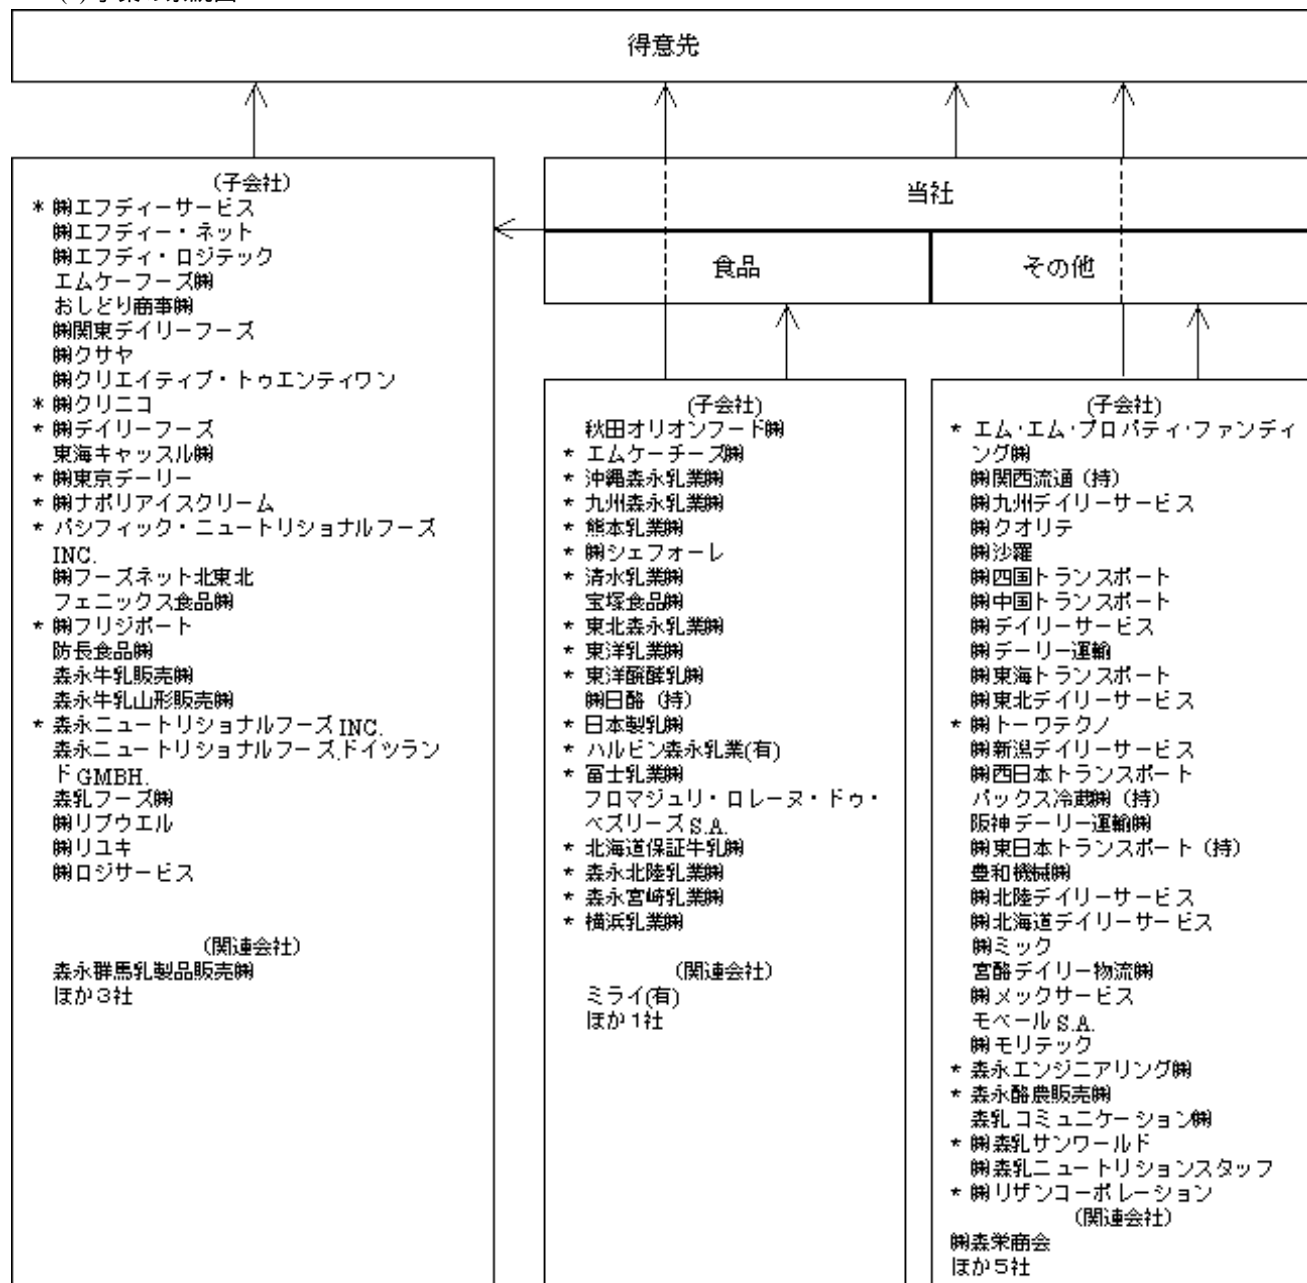 得意先
当社
食品
その他
(子会社)
* ㈱エフディーサービス
㈱エフディー・ネット
㈱エフディ・ロジテック
エムケーフーズ㈱
おしどり商事㈱
㈱関東デイリーフーズ
㈱クサヤ
㈱クリエイティブ・トゥエンティワン
* ㈱クリニコ
* ㈱デイリーフーズ
東海キャッスル㈱
* ㈱東京デーリー
* ㈱ナポリアイスクリーム
* パシフィック・ニュートリショナルフーズ
INC.
㈱フーズネット北東北
フェニックス食品㈱
* ㈱フリジポート
防長食品㈱
森永牛乳販売㈱
森永牛乳山形販売㈱
* 森永ニュートリショナルフーズ INC.
森永ニュートリショナルフーズ,ドイツラン
ド GMBH.
森乳フーズ㈱
㈱リブウエル
㈱リユキ
㈱ロジサービス
(関連会社)
森永群馬乳製品販売㈱
ほか３社
(子会社)
秋田オリオンフード㈱
* エムケーチーズ㈱
* 沖縄森永乳業㈱
* 九州森永乳業㈱
* 熊本乳業㈱
* ㈱シェフォーレ
* 清水乳業㈱
宝塚食品㈱
* 東北森永乳業㈱
* 東洋乳業㈱
* 東洋醗酵乳㈱
㈱日酪（持）
* 日本製乳㈱
* ハルビン森永乳業(有)
* 冨士乳業㈱
フロマジュリ・ロレーヌ・ドゥ・
ベズリーズ S.A.
* 北海道保証牛乳㈱
* 森永北陸乳業㈱
* 森永宮崎乳業㈱
* 横浜乳業㈱
(関連会社)
ミライ(有)
ほか１社
(子会社)
* エム・エム・プロパティ・ファンディ
ング㈱
㈱関西流通（持）
㈱九州デイリーサービス
㈱クオリテ
㈱沙羅
㈱四国トランスポート
㈱中国トランスポート
㈱デイリーサービス
㈱デーリー運輸
㈱東海トランスポート
㈱東北デイリーサービス
* ㈱トーワテクノ
㈱新潟デイリーサービス
㈱西日本トランスポート
パックス冷蔵㈱（持）
阪神デーリー運輸㈱
㈱東日本トランスポート（持）
豊和機械㈱
㈱北陸デイリーサービス
㈱北海道デイリーサービス
㈱ミック
宮酪デイリー物流㈱
㈱メックサービス
モベール S.A.
㈱モリテック
* 森永エンジニアリング㈱
* 森永酪農販売㈱
森乳コミュニケーション㈱
* ㈱森乳サンワールド
㈱森乳ニュートリションスタッフ
* ㈱リザンコーポレーション
(関連会社)
㈱森栄商会
ほか５社